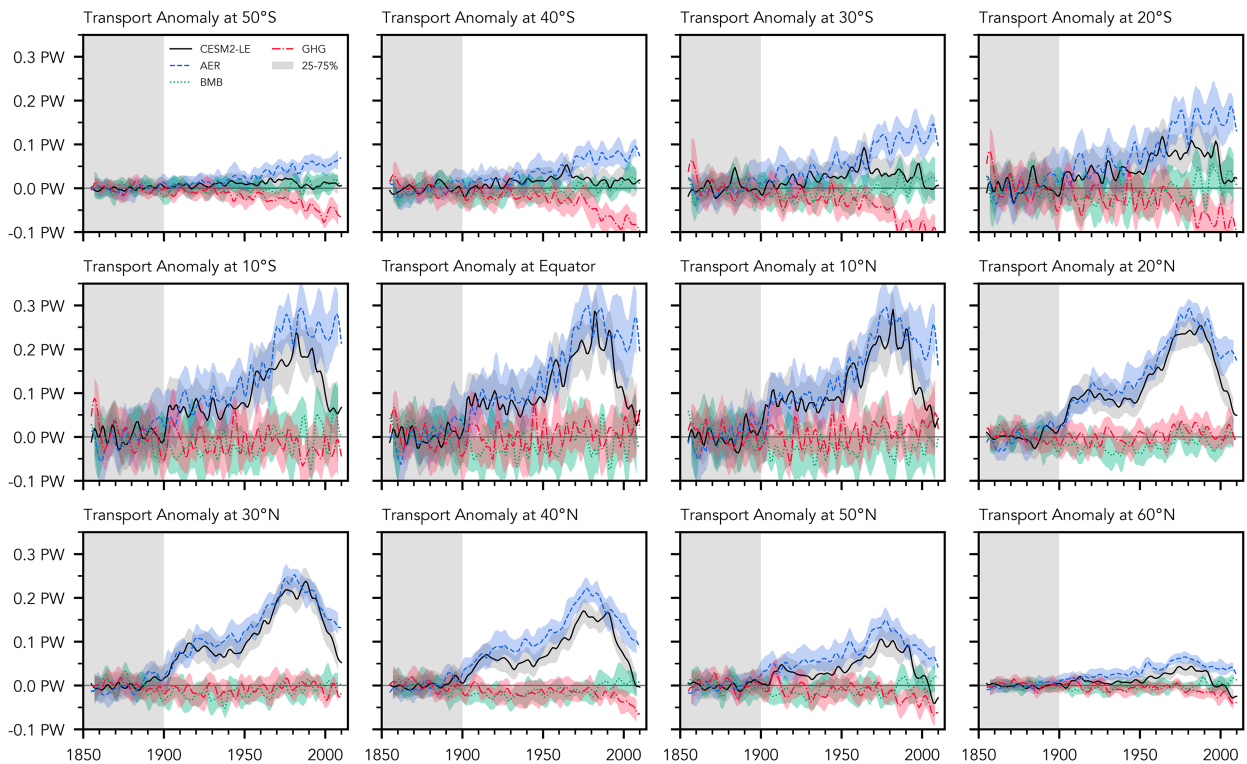 Transport Anomaly at 50°S
Transport Anomaly at 40°S
Transport Anomaly at 30°S
Transport Anomaly at 20°S
0.3 PW
0.2 PW
0.1 PW
0.0 PW
-0.1 PW
CESM2-LE
AER
BMB
GHG
25-75%
Transport Anomaly at 10°S
Transport Anomaly at Equator
Transport Anomaly at 10°N
Transport Anomaly at 20°N
0.3 PW
0.2 PW
0.1 PW
0.0 PW
-0.1 PW
Transport Anomaly at 30°N
Transport Anomaly at 40°N
Transport Anomaly at 50°N
Transport Anomaly at 60°N
0.3 PW
0.2 PW
0.1 PW
0.0 PW
-0.1 PW
1850 1900 1950 2000
1850 1900 1950 2000
1850 1900 1950 2000
1850 1900 1950 2000